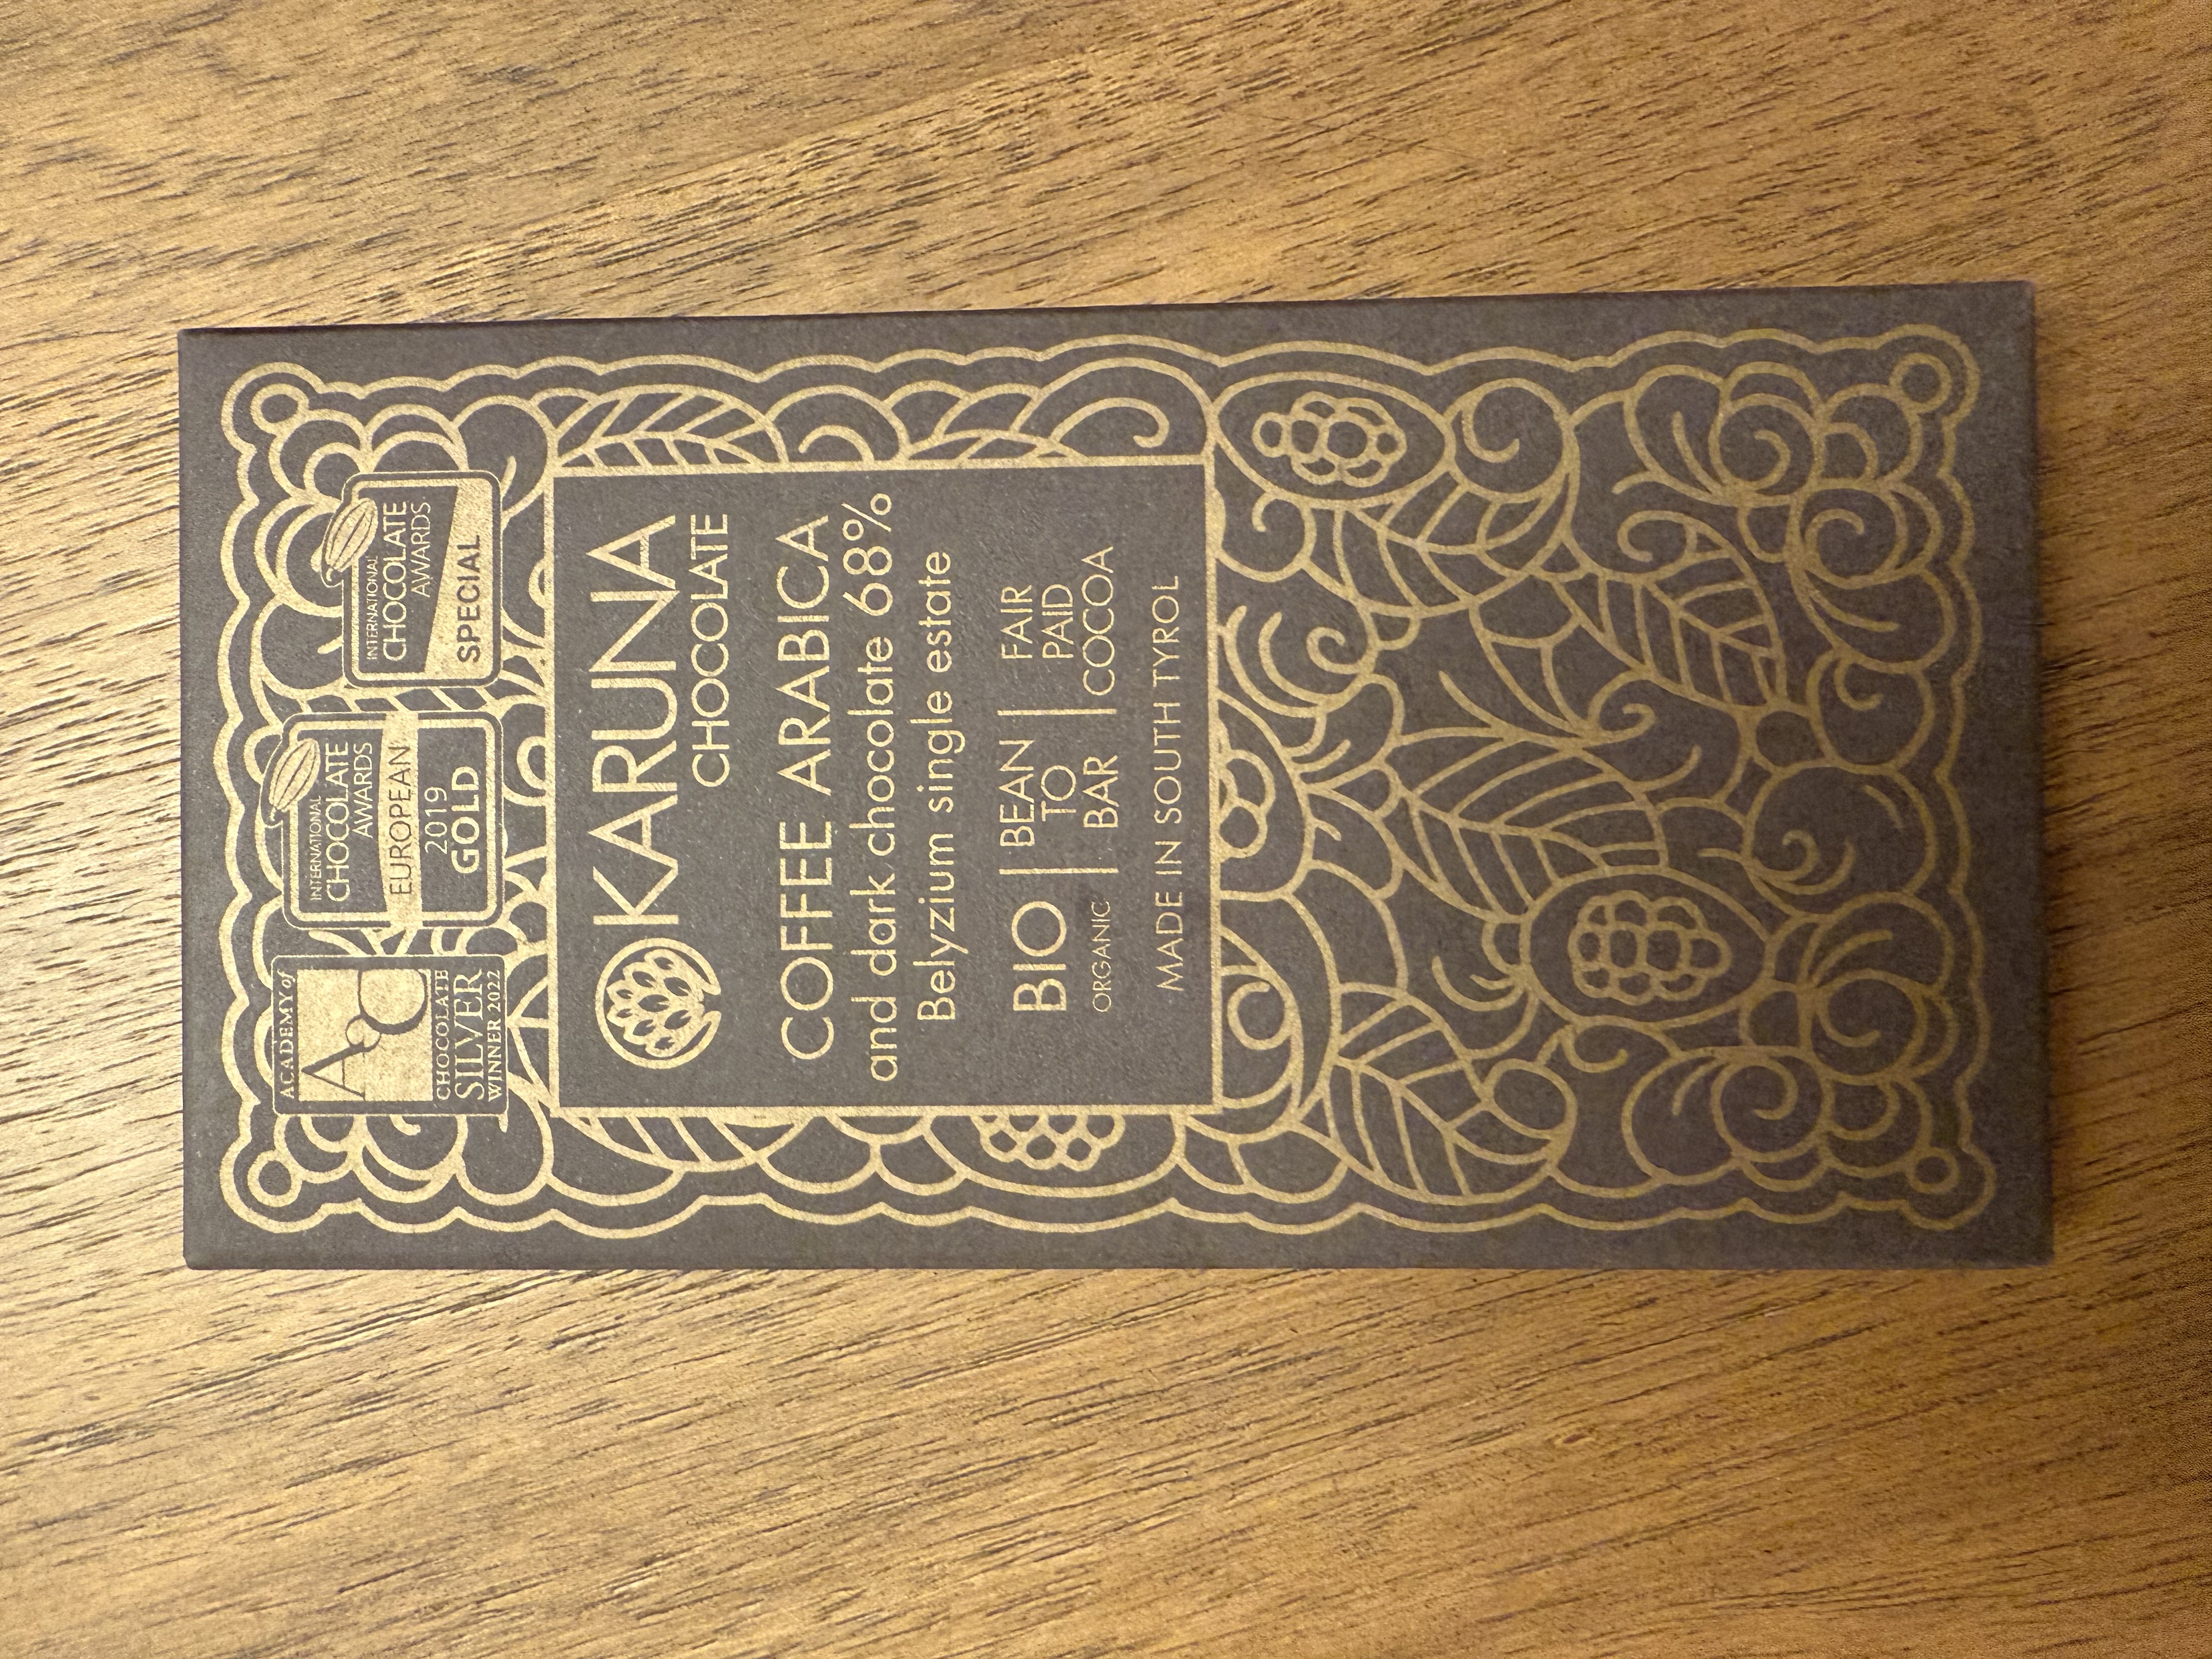 ACADEMY of
AoC
CHOCOLATE
SILVER
WINNER 2022
INTERNATIONAL
CHOCOLATE
AWARDS
EUROPEAN
2019
GOLD
INTERNATIONAL
CHOCOLATE
AWARDS
SPECIAL
KARUNA
CHOCOLATE
COFFEE ARABICA
and dark chocolate 68%
Belyzium single estate
BIO
ORGANIC
BEAN
TO
BAR
FAIR
PAID
COCOA
MADE IN SOUTH TYROL